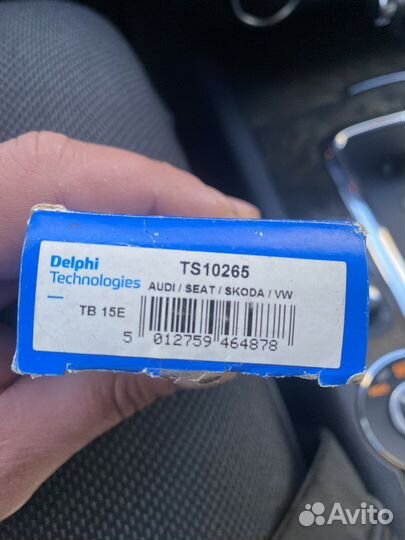 Delphi
Technologies
TS10265
AUDI / SEAT / SKODA / VW
TB 15E
5 012759 464878
Avito